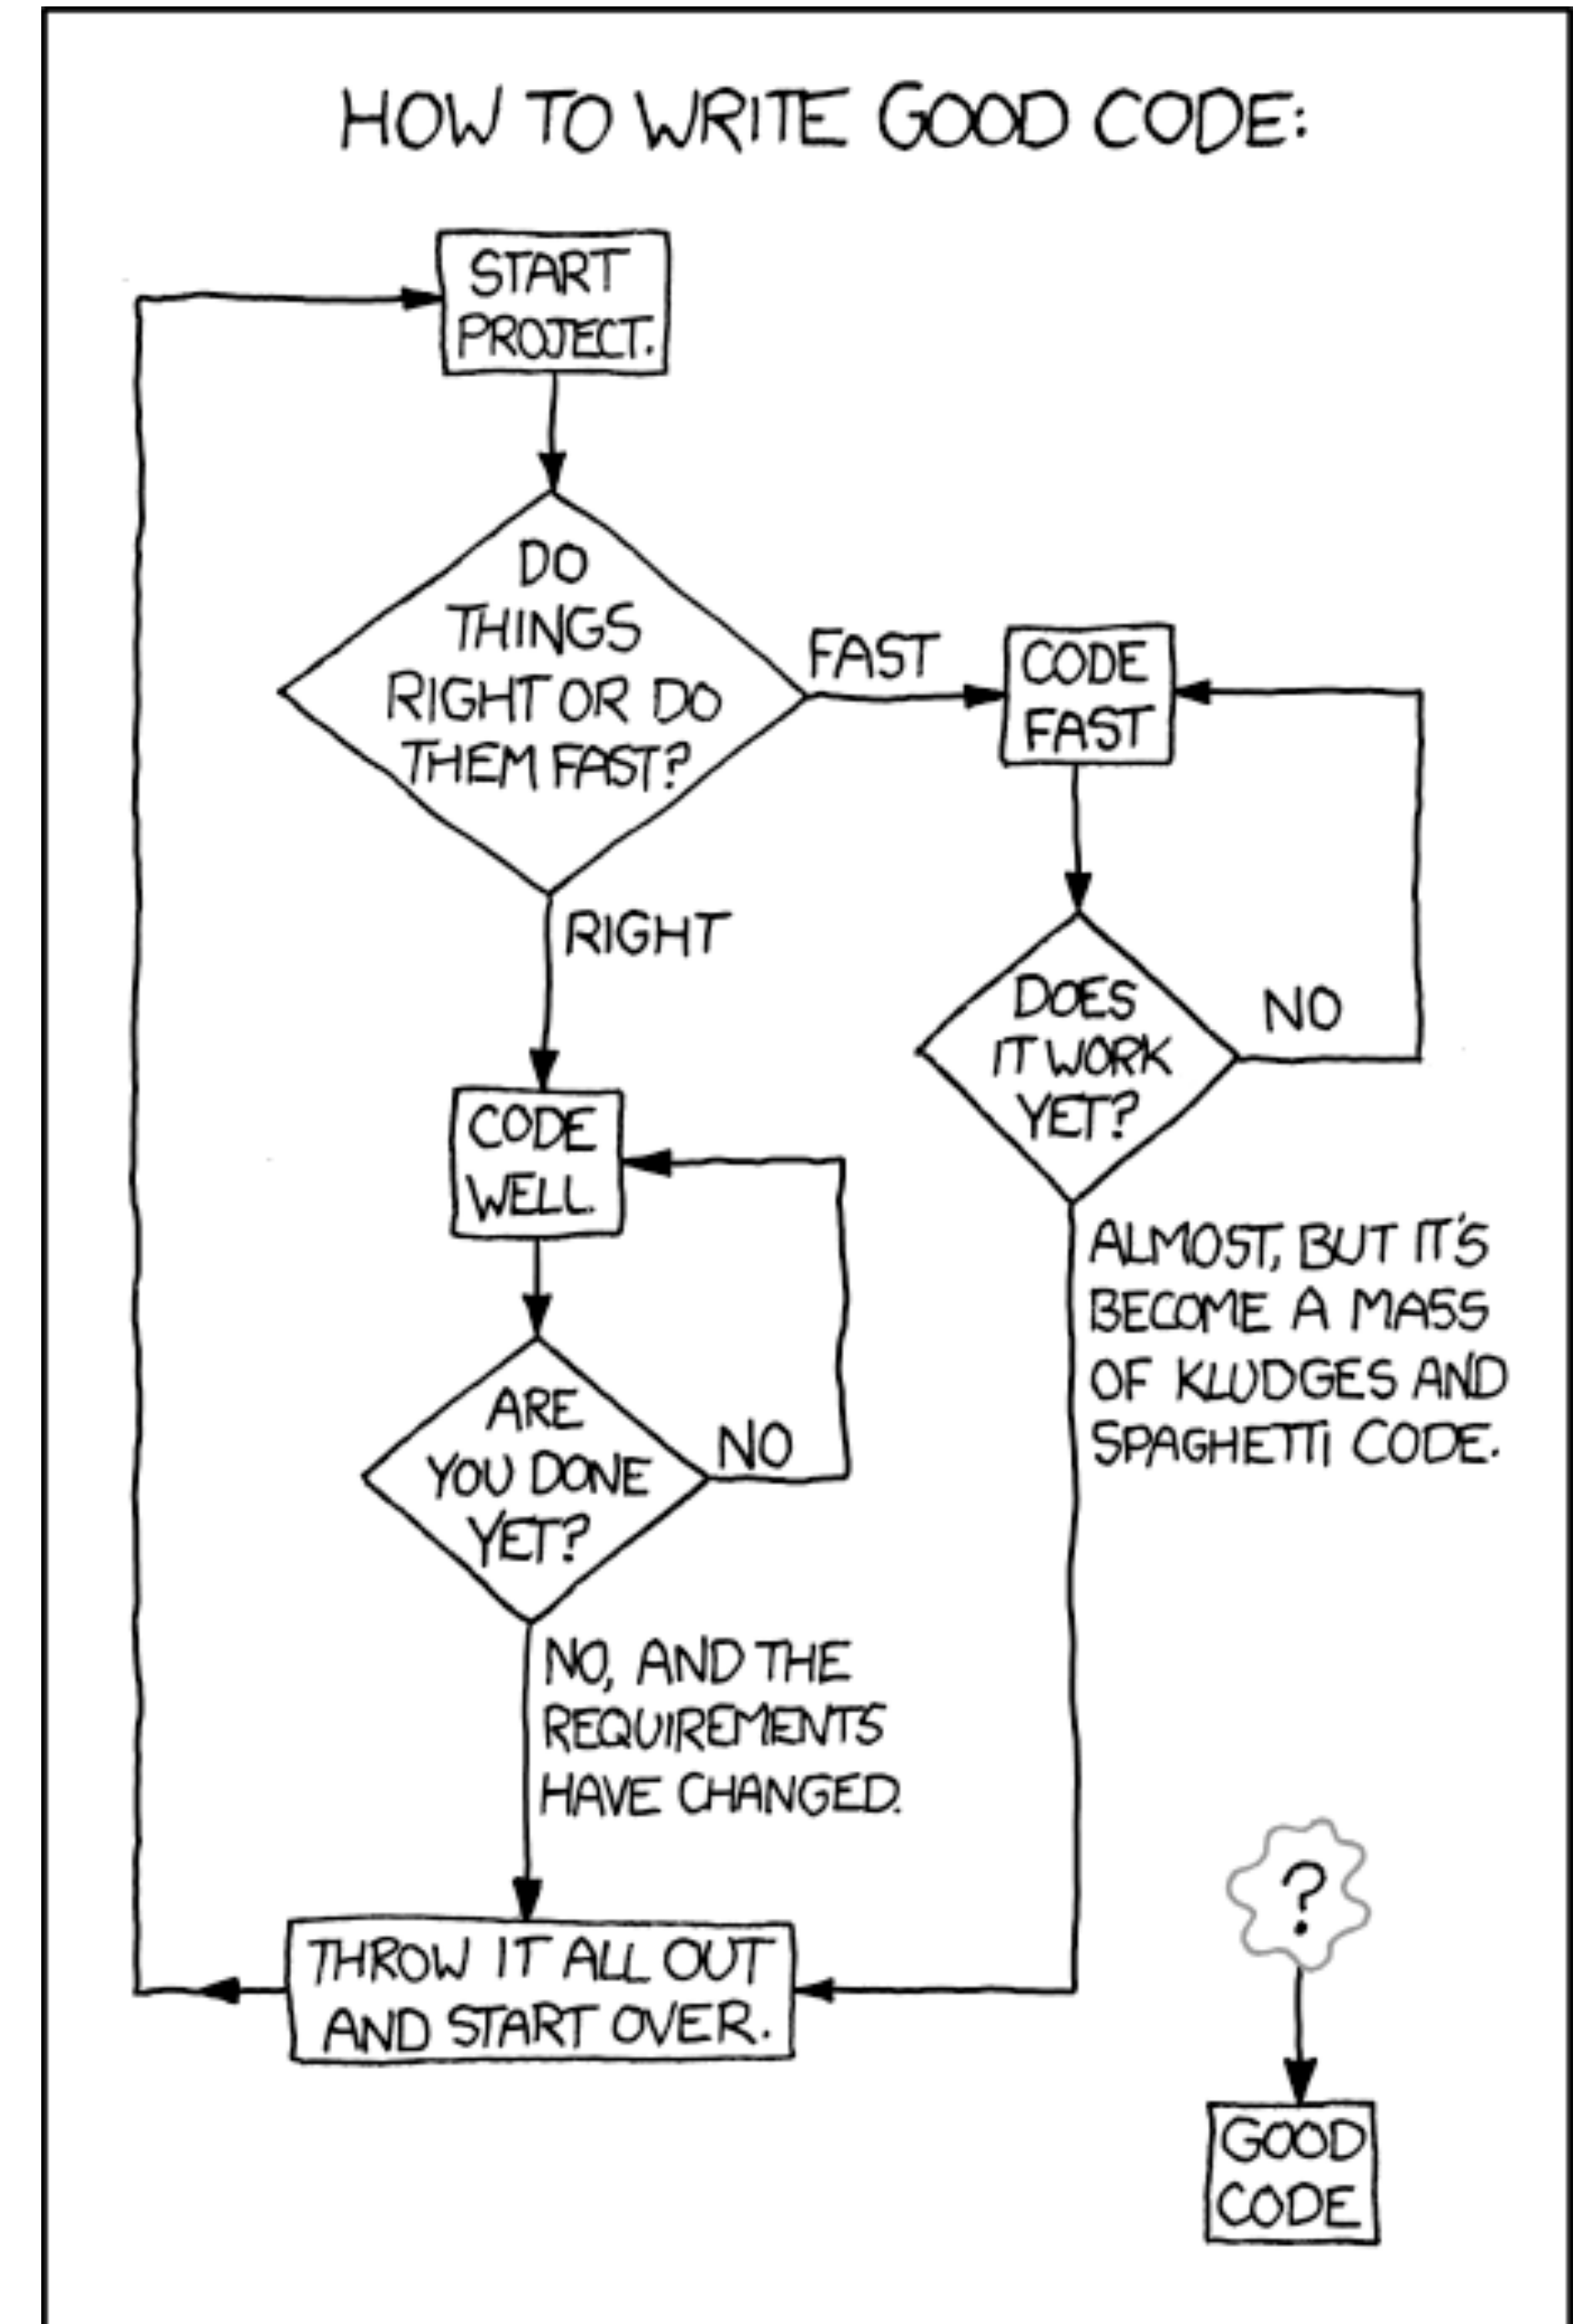 HOW TO WRITE GOOD CODE:
START
PROJECT.
DO
THINGS
RIGHT OR DO
THEM FAST?
FAST
CODE
FAST
RIGHT
DOES
IT WORK
YET?
NO
CODE
WELL.
ALMOST, BUT IT'S
BECOME A MASS
OF KLUDGES AND
SPAGHETTI CODE.
ARE
YOU DONE
YET?
NO
NO, AND THE
REQUIREMENTS
HAVE CHANGED.
THROW IT ALL OUT
AND START OVER.
?
GOOD
CODE